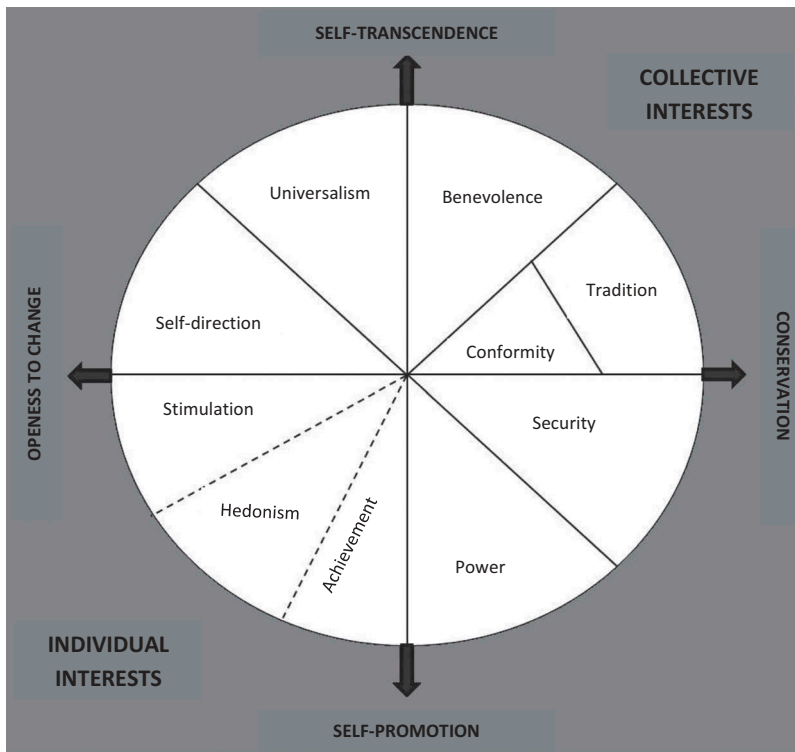 SELF-TRANSCENDENCE
COLLECTIVE
INTERESTS
Universalism
Benevolence
Tradition
Self-direction
Conformity
OPENESS TO CHANGE
CONSERVATION
Stimulation
Security
Hedonism
Achievement
Power
INDIVIDUAL
INTERESTS
SELF-PROMOTION